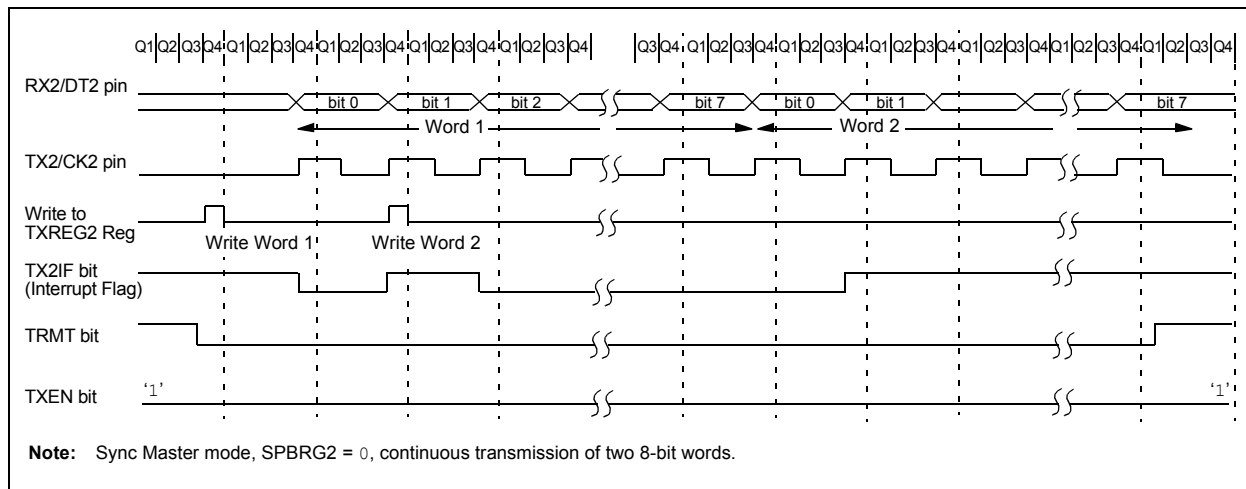 Q1 Q2 Q3 Q4 Q1 Q2 Q3 Q4 Q1 Q2 Q3 Q4 Q1 Q2 Q3 Q4 Q1 Q2 Q3 Q4 Q3 Q4 Q1 Q2 Q3 Q4 Q1 Q2 Q3 Q4 Q1 Q2 Q3 Q4 Q1 Q2 Q3 Q4 Q1 Q2 Q3 Q4 Q1 Q2 Q3 Q4
RX2/DT2 pin
bit 0 bit 1 bit 2 bit 7 bit 0 bit 1 bit 7
Word 1 Word 2
TX2/CK2 pin
Write to
TXREG2 Reg
Write Word 1 Write Word 2
TX2IF bit
(Interrupt Flag)
TRMT bit
TXEN bit
‘1’ ‘1’
Note: Sync Master mode, SPBRG2 = 0, continuous transmission of two 8-bit words.